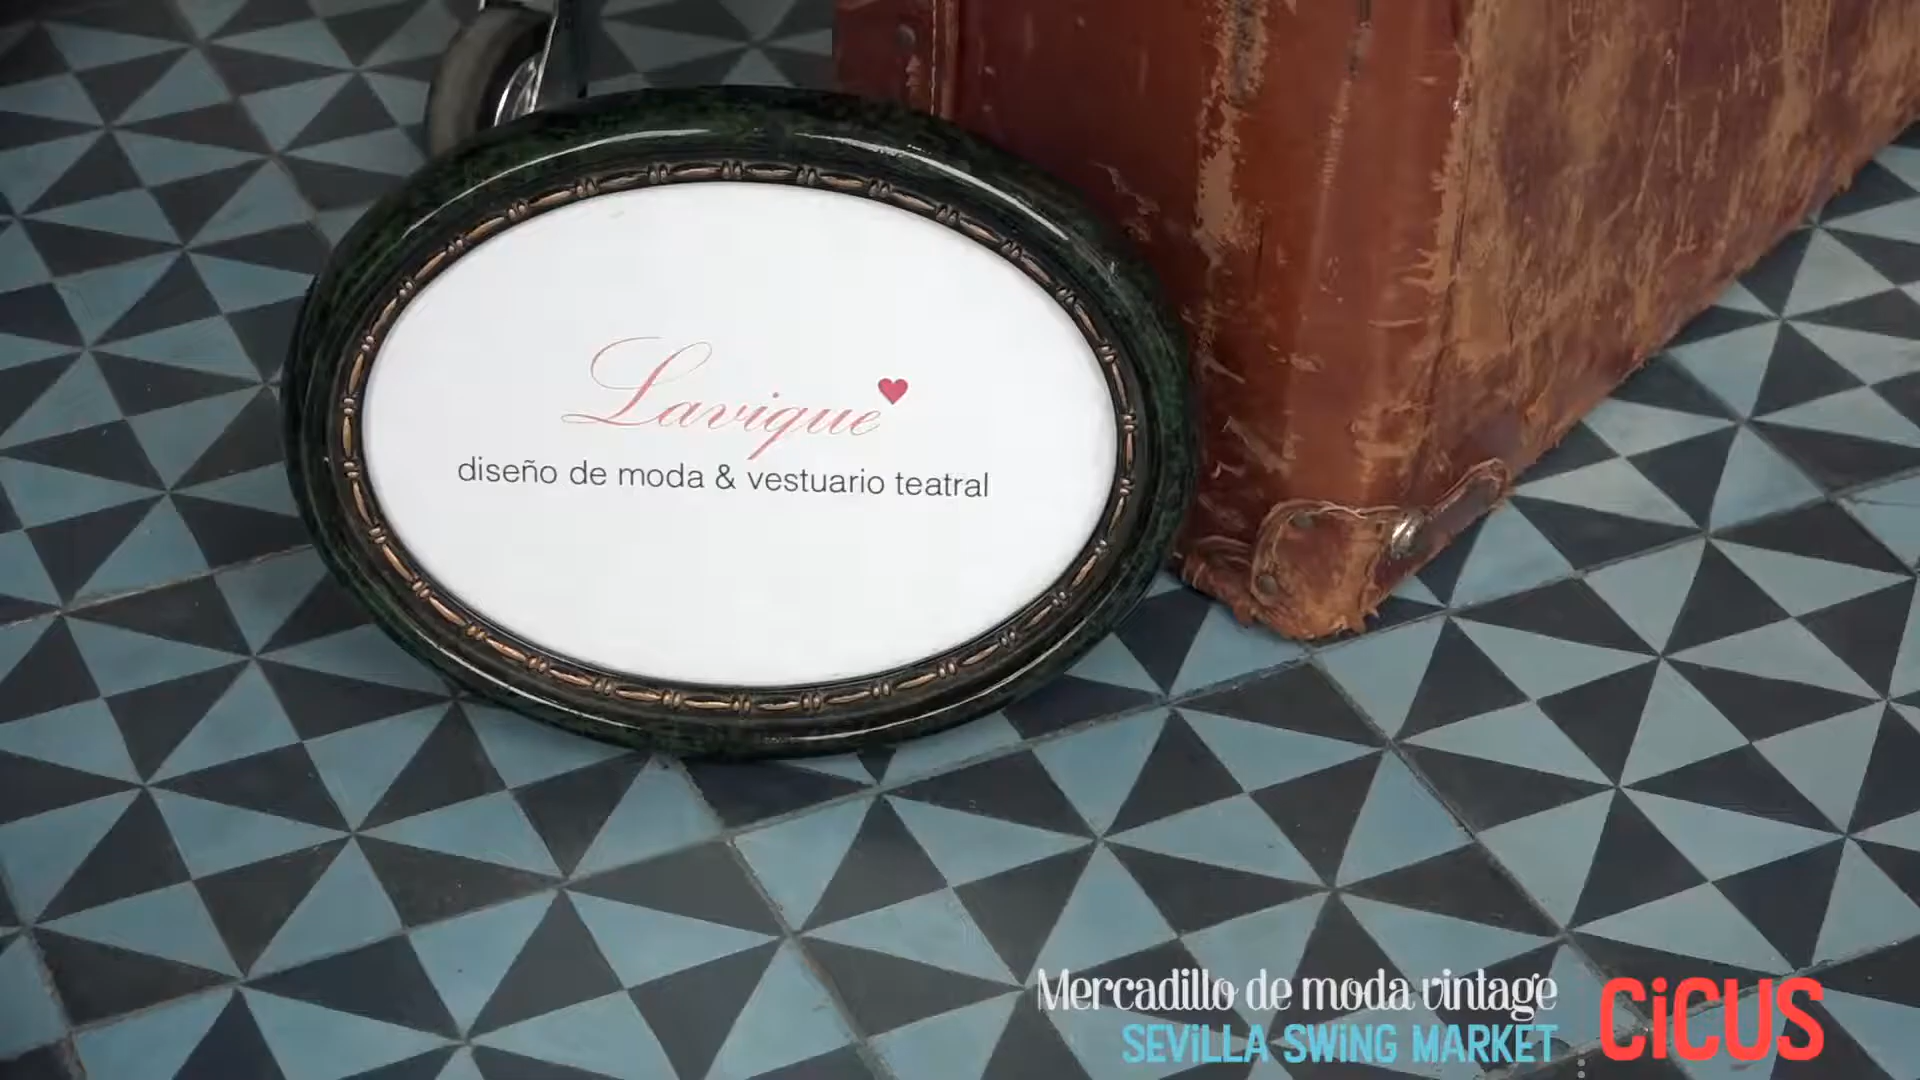 Lavique
diseño de moda & vestuario teatral
Mercadillo de moda vintage
SEViLLA SWiNG MARKET
CiCUS